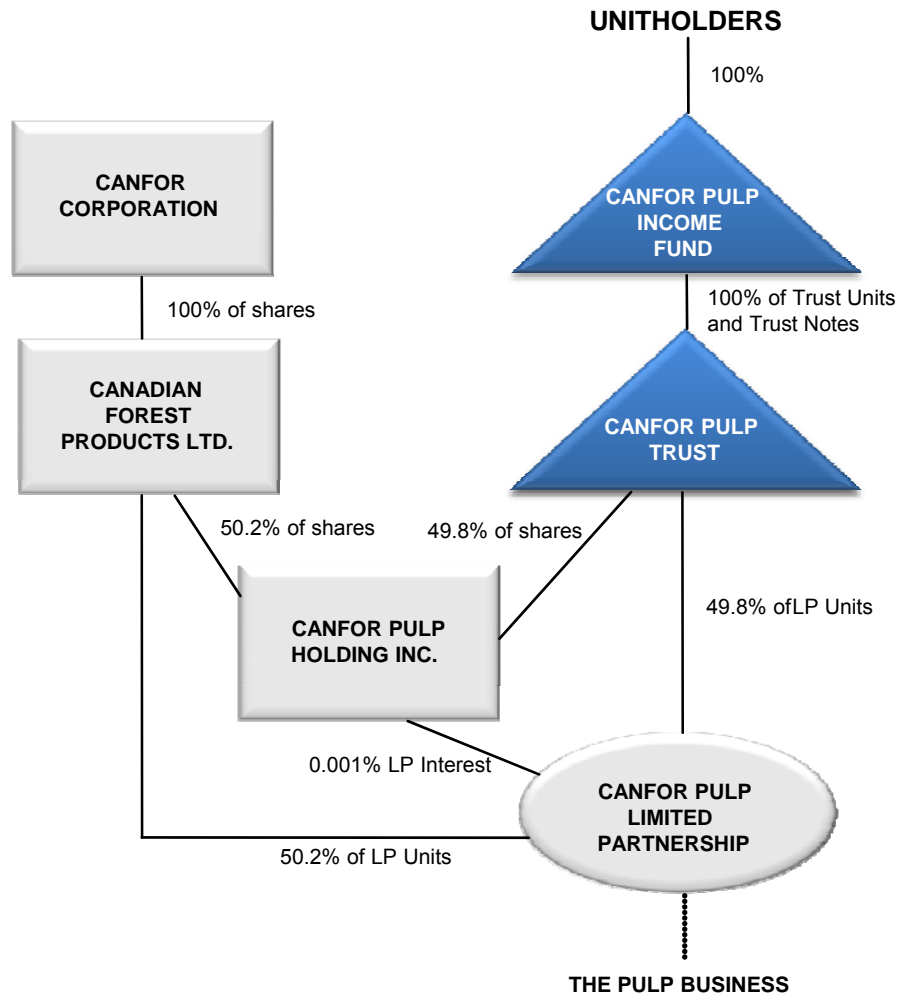 UNITHOLDERS
100%
CANFOR
CORPORATION
CANFOR PULP
INCOME
FUND
100% of shares
100% of Trust Units
and Trust Notes
CANADIAN
FOREST
PRODUCTS LTD.
CANFOR PULP
TRUST
50.2% of shares
49.8% of shares
49.8% ofLP Units
CANFOR PULP
HOLDING INC.
0.001% LP Interest
CANFOR PULP
LIMITED
PARTNERSHIP
50.2% of LP Units
THE PULP BUSINESS